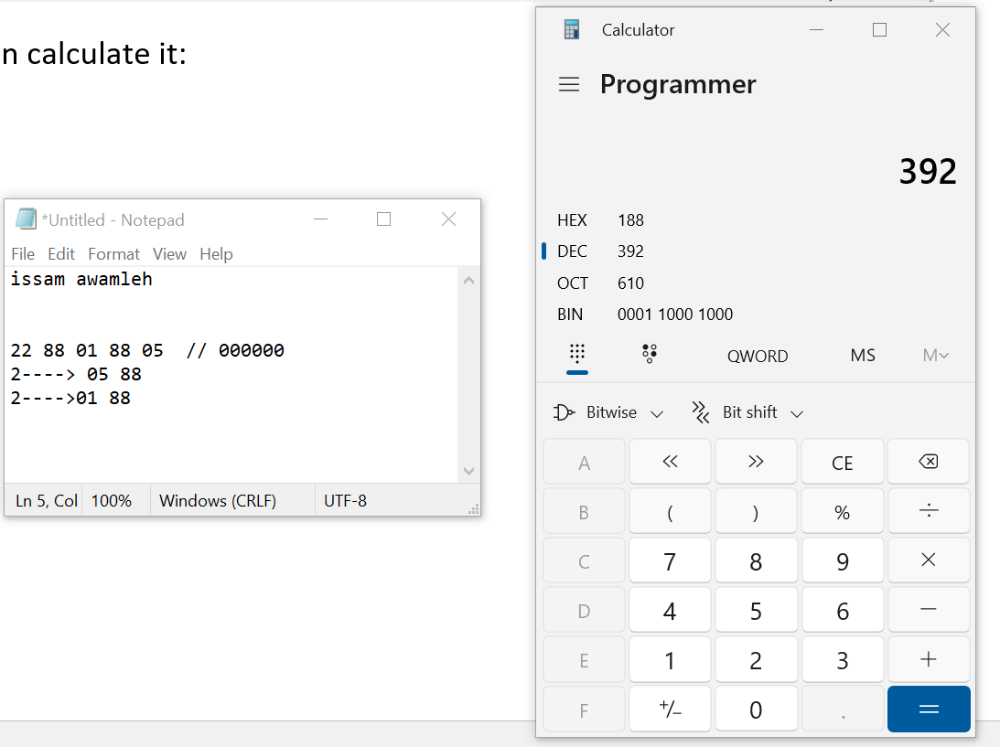 n calculate it:
*Untitled - Notepad
File Edit Format View Help
issam awamleh
22 88 01 88 05 // 000000
2----> 05 88
2---->01 88
Ln 5, Col 100% Windows (CRLF) UTF-8
Calculator
Programmer
392
HEX 188
DEC 392
OCT 610
BIN 0001 1000 1000
QWORD MS M
Bitwise Bit shift
A << >> CE
B ( ) % ÷
C 7 8 9 ×
D 4 5 6 −
E 1 2 3 +
F +/− 0 . =